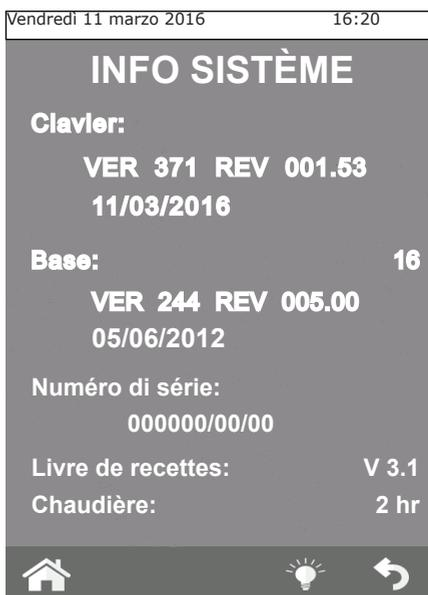 Vendredì 11 marzo 2016 16:20
INFO SISTÈME
Clavier:
VER 371 REV 001.53
11/03/2016
Base: 16
VER 244 REV 005.00
05/06/2012
Numéro di série:
000000/00/00
Livre de recettes: V 3.1
Chaudière: 2 hr